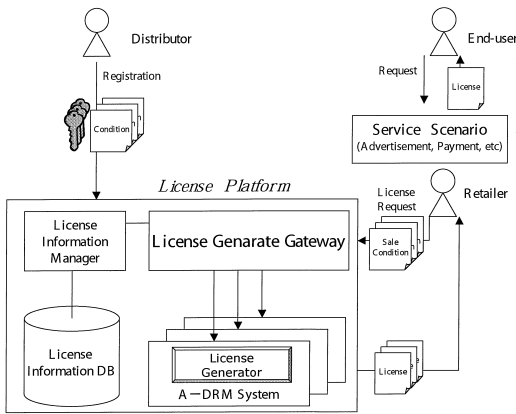 Distributor
End-user
Registration
Request
License
Condition
Service Scenario
(Advertisement, Payment, etc)
License Platform
License
Request
Retailer
License
Information
Manager
License Genarate Gateway
Sale
Condition
License
Information DB
License
Generator
A-DRM System
License